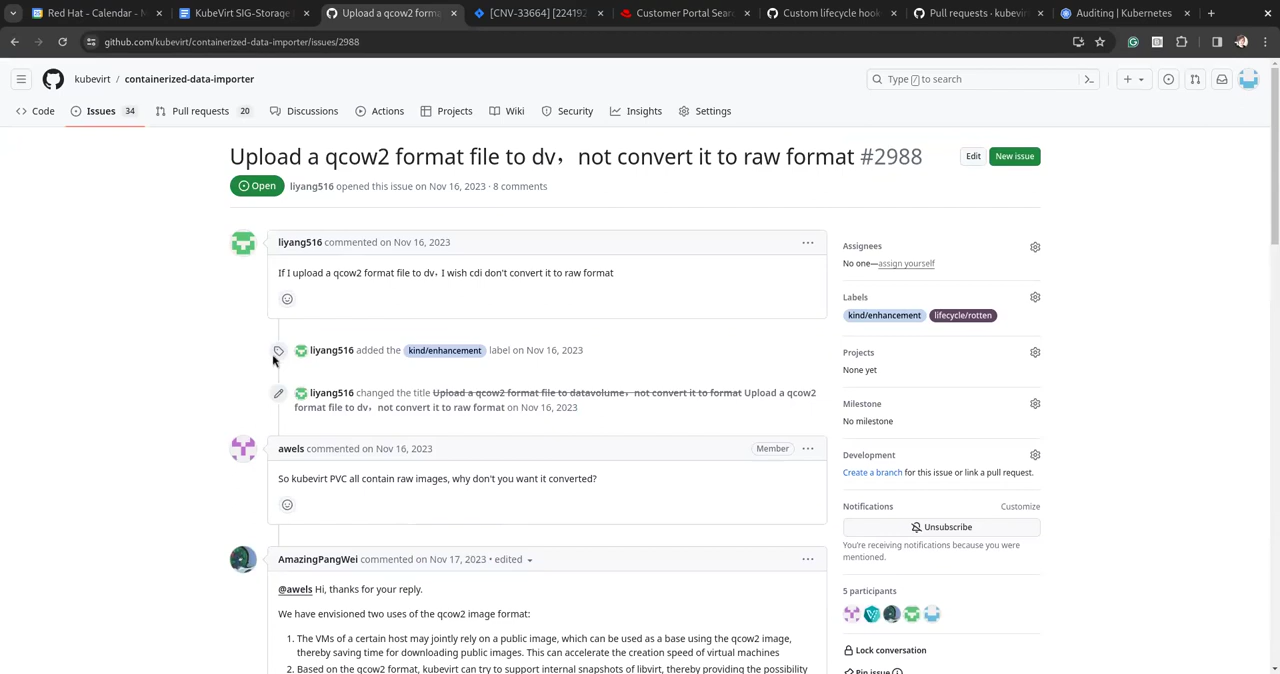 Red Hat - Calendar - M
KubeVirt SIG-Storage
Upload a qcow2 forma
[CNV-33664] [224192
Customer Portal Searc
Custom lifecycle hook
Pull requests · kubevir
Auditing | Kubernetes
github.com/kubevirt/containerized-data-importer/issues/2988
kubevirt / containerized-data-importer
Type / to search
Code
Issues 34
Pull requests 20
Discussions
Actions
Projects
Wiki
Security
Insights
Settings
Upload a qcow2 format file to dv，not convert it to raw format #2988
Edit
New issue
Open
liyang516 opened this issue on Nov 16, 2023 · 8 comments
liyang516 commented on Nov 16, 2023
If I upload a qcow2 format file to dv，I wish cdi don't convert it to raw format
liyang516 added the kind/enhancement label on Nov 16, 2023
liyang516 changed the title Upload a qcow2 format file to datavolume，not convert it to format Upload a qcow2
format file to dv，not convert it to raw format on Nov 16, 2023
awels commented on Nov 16, 2023
Member
So kubevirt PVC all contain raw images, why don't you want it converted?
AmazingPangWei commented on Nov 17, 2023 • edited
@awels Hi, thanks for your reply.
We have envisioned two uses of the qcow2 image format:
1. The VMs of a certain host may jointly rely on a public image, which can be used as a base using the qcow2 image,
thereby saving time for downloading public images. This can accelerate the creation speed of virtual machines
2. Based on the qcow2 format, kubevirt can try to support internal snapshots of libvirt, thereby providing the possibility
Assignees
No one—assign yourself
Labels
kind/enhancement
lifecycle/rotten
Projects
None yet
Milestone
No milestone
Development
Create a branch for this issue or link a pull request.
Notifications
Customize
Unsubscribe
You're receiving notifications because you were
mentioned.
5 participants
Lock conversation
Pin issue